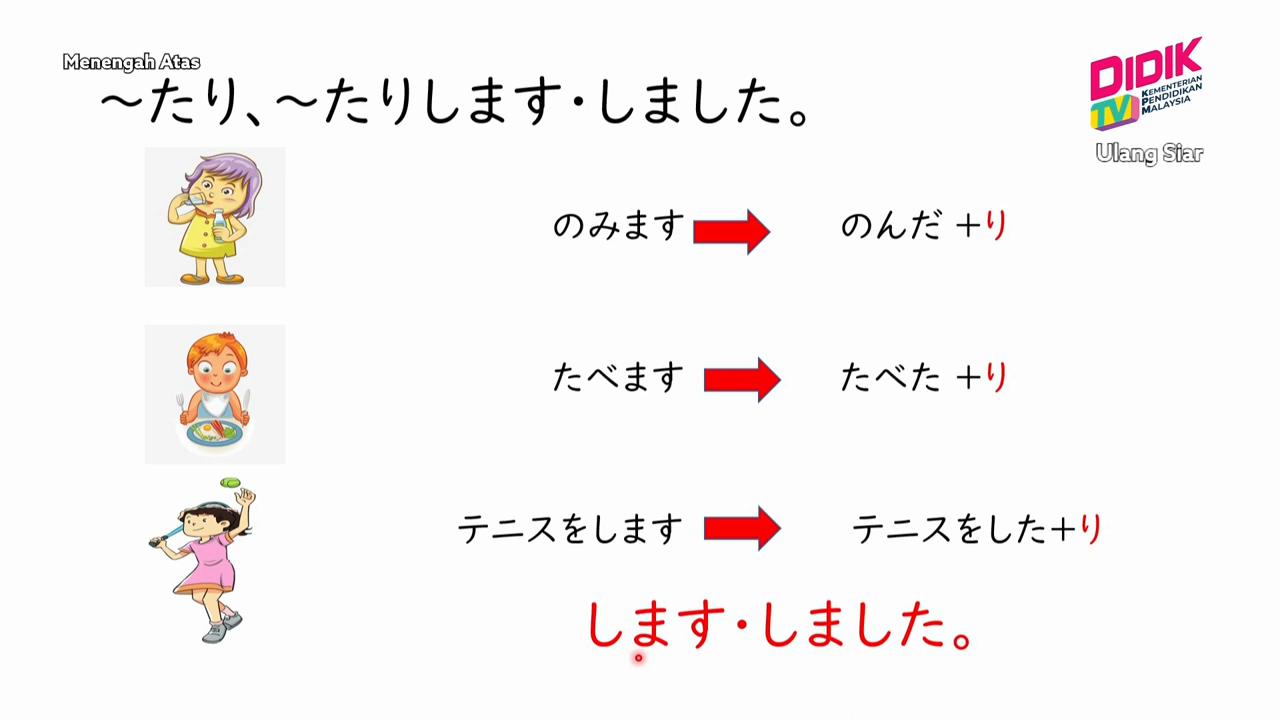 Menengah Atas
～たり、～たりします・しました。
DIDIK
TV
KEMENTERIAN
PENDIDIKAN
MALAYSIA
Ulang Siar
のみます のんだ +り
たべます たべた +り
テニスをします テニスをした+り
します・しました。